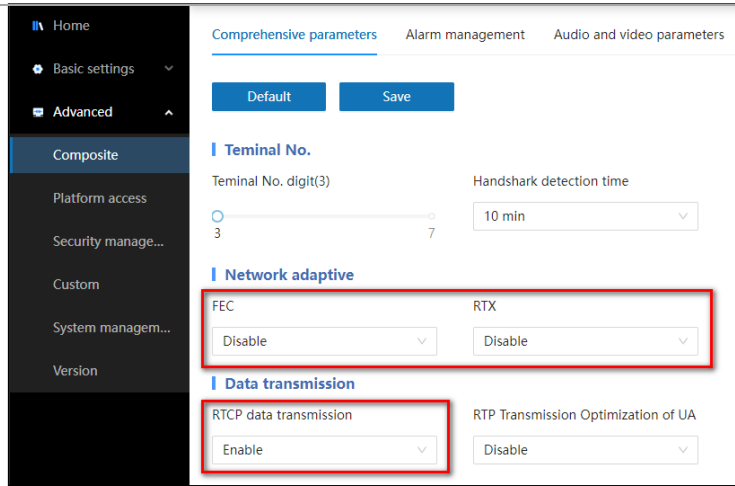 Home
Basic settings
Advanced
Composite
Platform access
Security manage...
Custom
System managem...
Version
Comprehensive parameters Alarm management Audio and video parameters
Default Save
Teminal No.
Teminal No. digit(3) Handshark detection time
10 min
3 7
Network adaptive
FEC RTX
Disable Disable
Data transmission
RTCP data transmission RTP Transmission Optimization of UA
Enable Disable